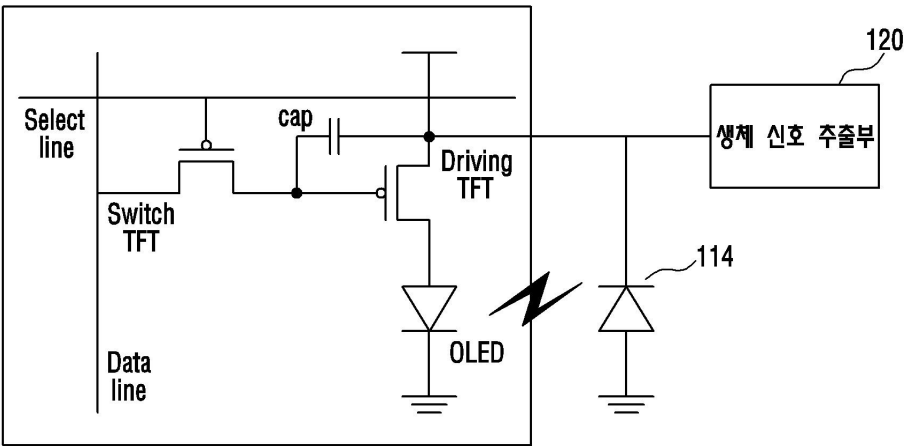 120
Select
line
cap
생체 신호 추출부
Driving
TFT
Switch
TFT
114
OLED
Data
line